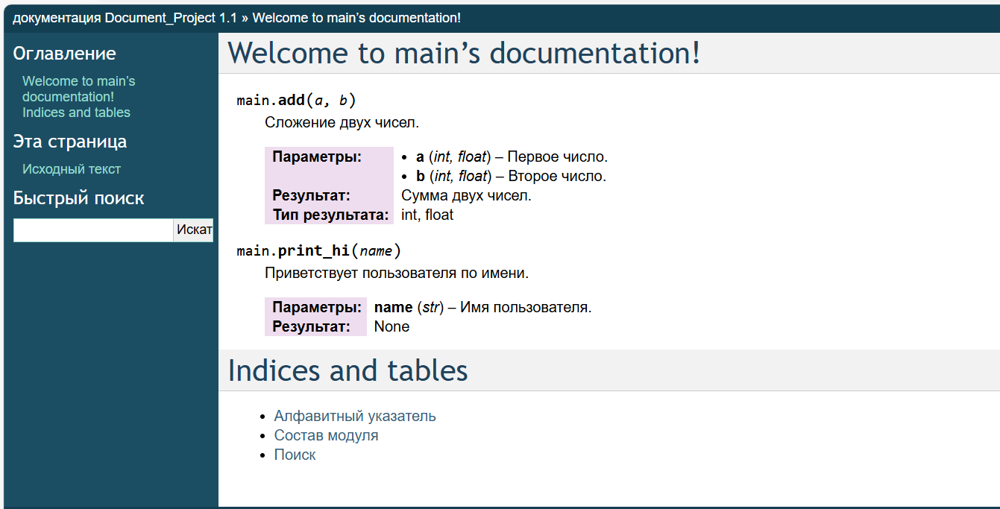 документация Document_Project 1.1 » Welcome to main’s documentation!
Оглавление
Welcome to main’s
documentation!
Indices and tables
Эта страница
Исходный текст
Быстрый поиск
Искат
Welcome to main’s documentation!
main.add(a, b)
Сложение двух чисел.
Параметры: • a (int, float) – Первое число.
• b (int, float) – Второе число.
Результат: Сумма двух чисел.
Тип результата: int, float
main.print_hi(name)
Приветствует пользователя по имени.
Параметры: name (str) – Имя пользователя.
Результат: None
Indices and tables
• Алфавитный указатель
• Состав модуля
• Поиск